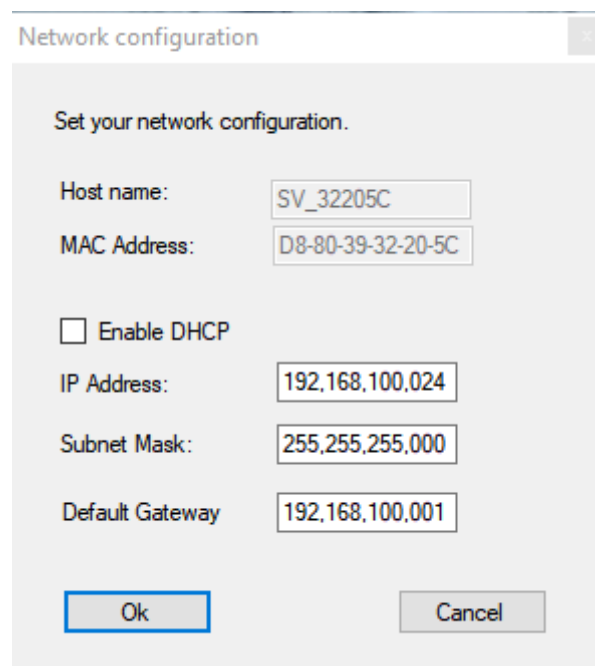 Network configuration
x
Set your network configuration.
Host name: SV_32205C
MAC Address: D8-80-39-32-20-5C
Enable DHCP
IP Address: 192,168,100,024
Subnet Mask: 255,255,255,000
Default Gateway 192,168,100,001
Ok Cancel